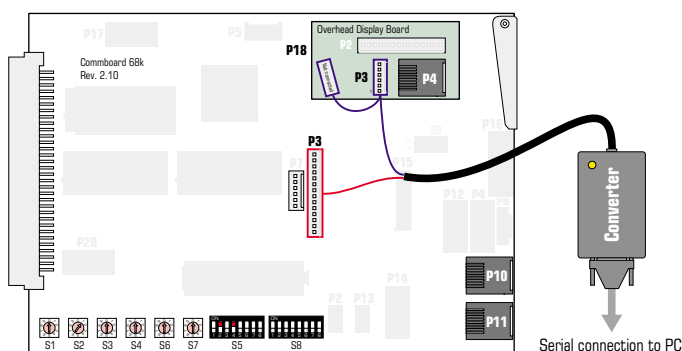 P17
P5
Overhead Display Board
P2
P18
Not connected
P3
P4
Commboard 68k
Rev. 2.10
S9
P16
P3
P7
P15
P12
P4
P20
Converter
P10
P14
P2
P13
P11
ON
ON
S1
S2
S3
S4
S6
S7
S5
S8
Serial connection to PC